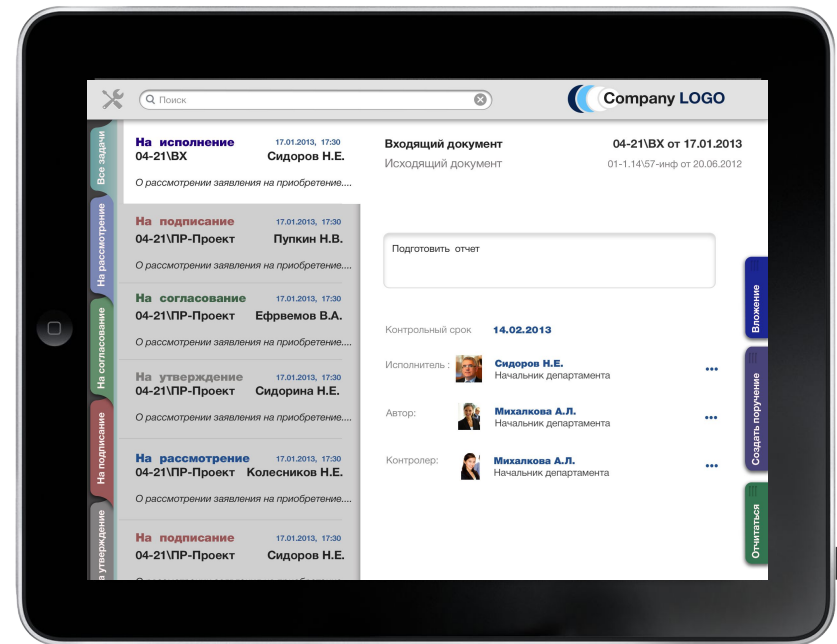 Поиск
Company LOGO
Все задачи
На рассмотрение
На согласование
На подписание
а утверждение
На исполнение 17.01.2013, 17:30
04-21\ВХ Сидоров Н.Е.
О рассмотрении заявления на приобретение....
На подписание 17.01.2013, 17:30
04-21\ПР-Проект Пупкин Н.В.
О рассмотрении заявления на приобретение....
На согласование 17.01.2013, 17:30
04-21\ПР-Проект Ефрвемов В.А.
О рассмотрении заявления на приобретение....
На утверждение 17.01.2013, 17:30
04-21\ПР-Проект Сидорина Н.Е.
О рассмотрении заявления на приобретение....
На рассмотрение 17.01.2013, 17:30
04-21\ПР-Проект Колесников Н.Е.
О рассмотрении заявления на приобретение....
На подписание 17.01.2013, 17:30
04-21\ПР-Проект Сидоров Н.Е.
Входящий документ 04-21\ВХ от 17.01.2013
Исходящий документ 01-1.14\57-инф от 20.06.2012
Подготовить отчет
Контрольный срок 14.02.2013
Исполнитель : Сидоров Н.Е.
Начальник департамента
Автор: Михалкова А.Л.
Начальник департамента
Контролер: Михалкова А.Л.
Начальник департамента
Вложение
Создать поручение
Отчитаться